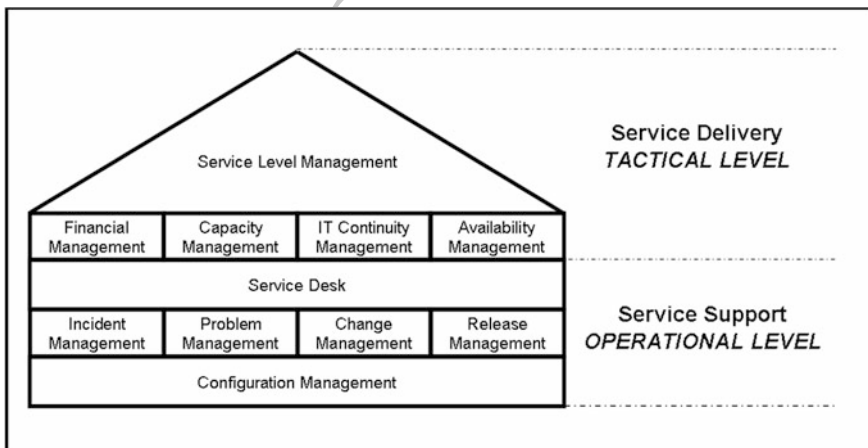 Service Level Management
Service Delivery
TACTICAL LEVEL
Financial
Management
Capacity
Management
IT Continuity
Management
Availability
Management
Service Desk
Incident
Management
Problem
Management
Change
Management
Release
Management
Service Support
OPERATIONAL LEVEL
Configuration Management